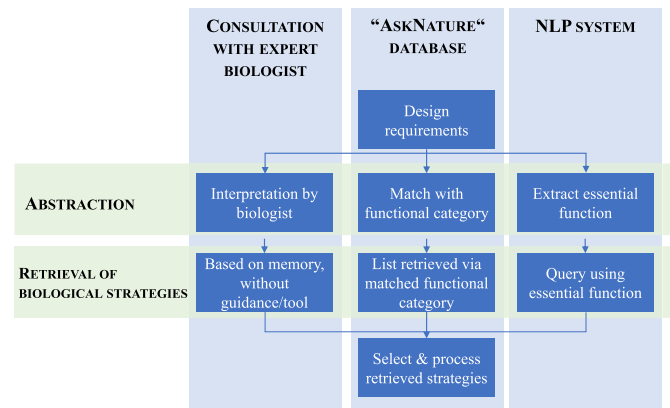 CONSULTATION
WITH EXPERT
BIOLOGIST
“ASKNATURE“
DATABASE
NLP SYSTEM
Design
requirements
ABSTRACTION
Interpretation by
biologist
Match with
functional category
Extract essential
function
RETRIEVAL OF
BIOLOGICAL STRATEGIES
Based on memory,
without
guidance/tool
List retrieved via
matched functional
category
Query using
essential function
Select & process
retrieved strategies